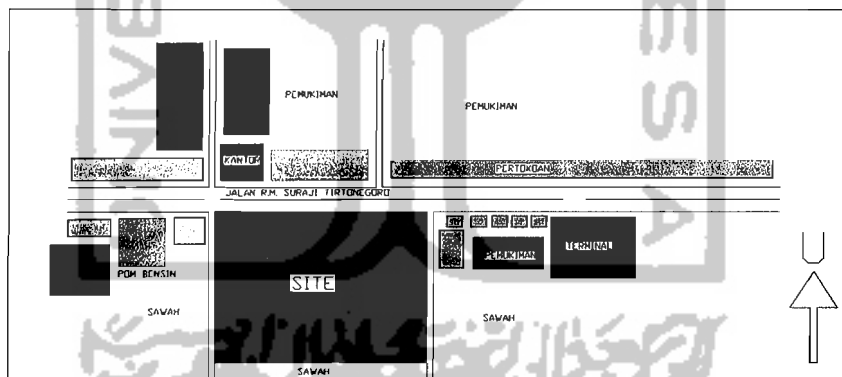 PEMUKIMAN
PEMUKIMAN
KANTOR
PERTOKOAN
JALAN R.M. SURAJI TIRTONEGORO
POM BENSIN
PEMUKIMAN
TERMINAL
SITE
SAWAH
SAWAH
SAWAH
U